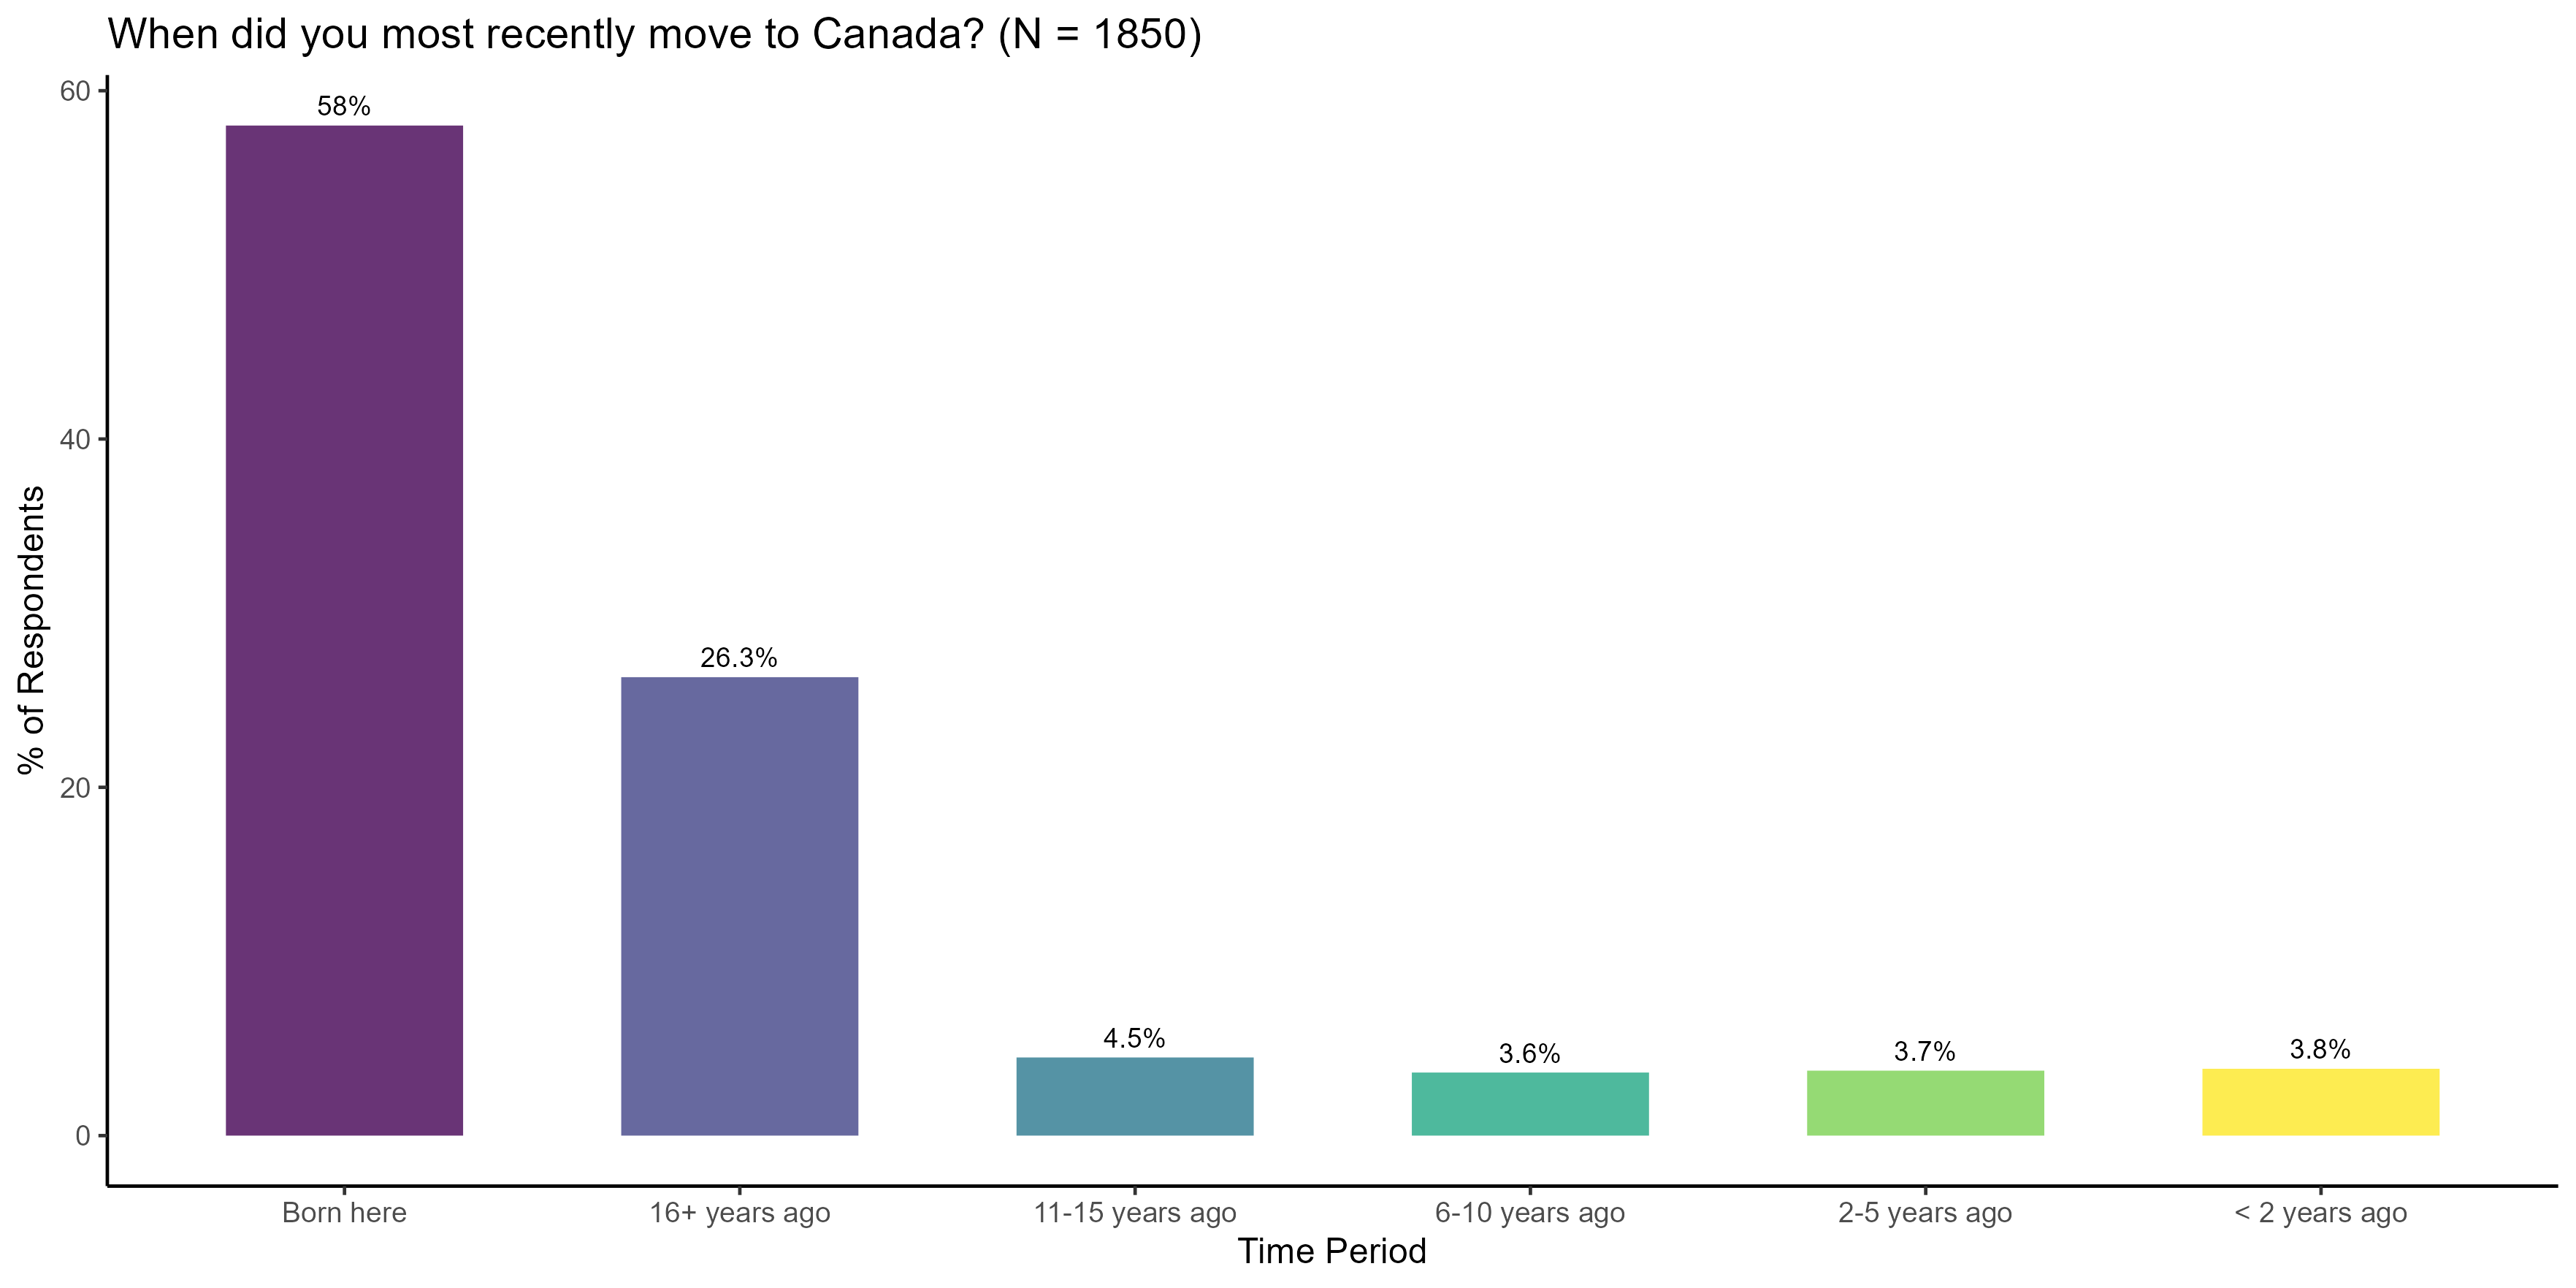 When did you most recently move to Canada? (N = 1850)
60
40
20
0
% of Respondents
58%
26.3%
4.5%
3.6%
3.7%
3.8%
Born here
16+ years ago
11-15 years ago
6-10 years ago
2-5 years ago
< 2 years ago
Time Period